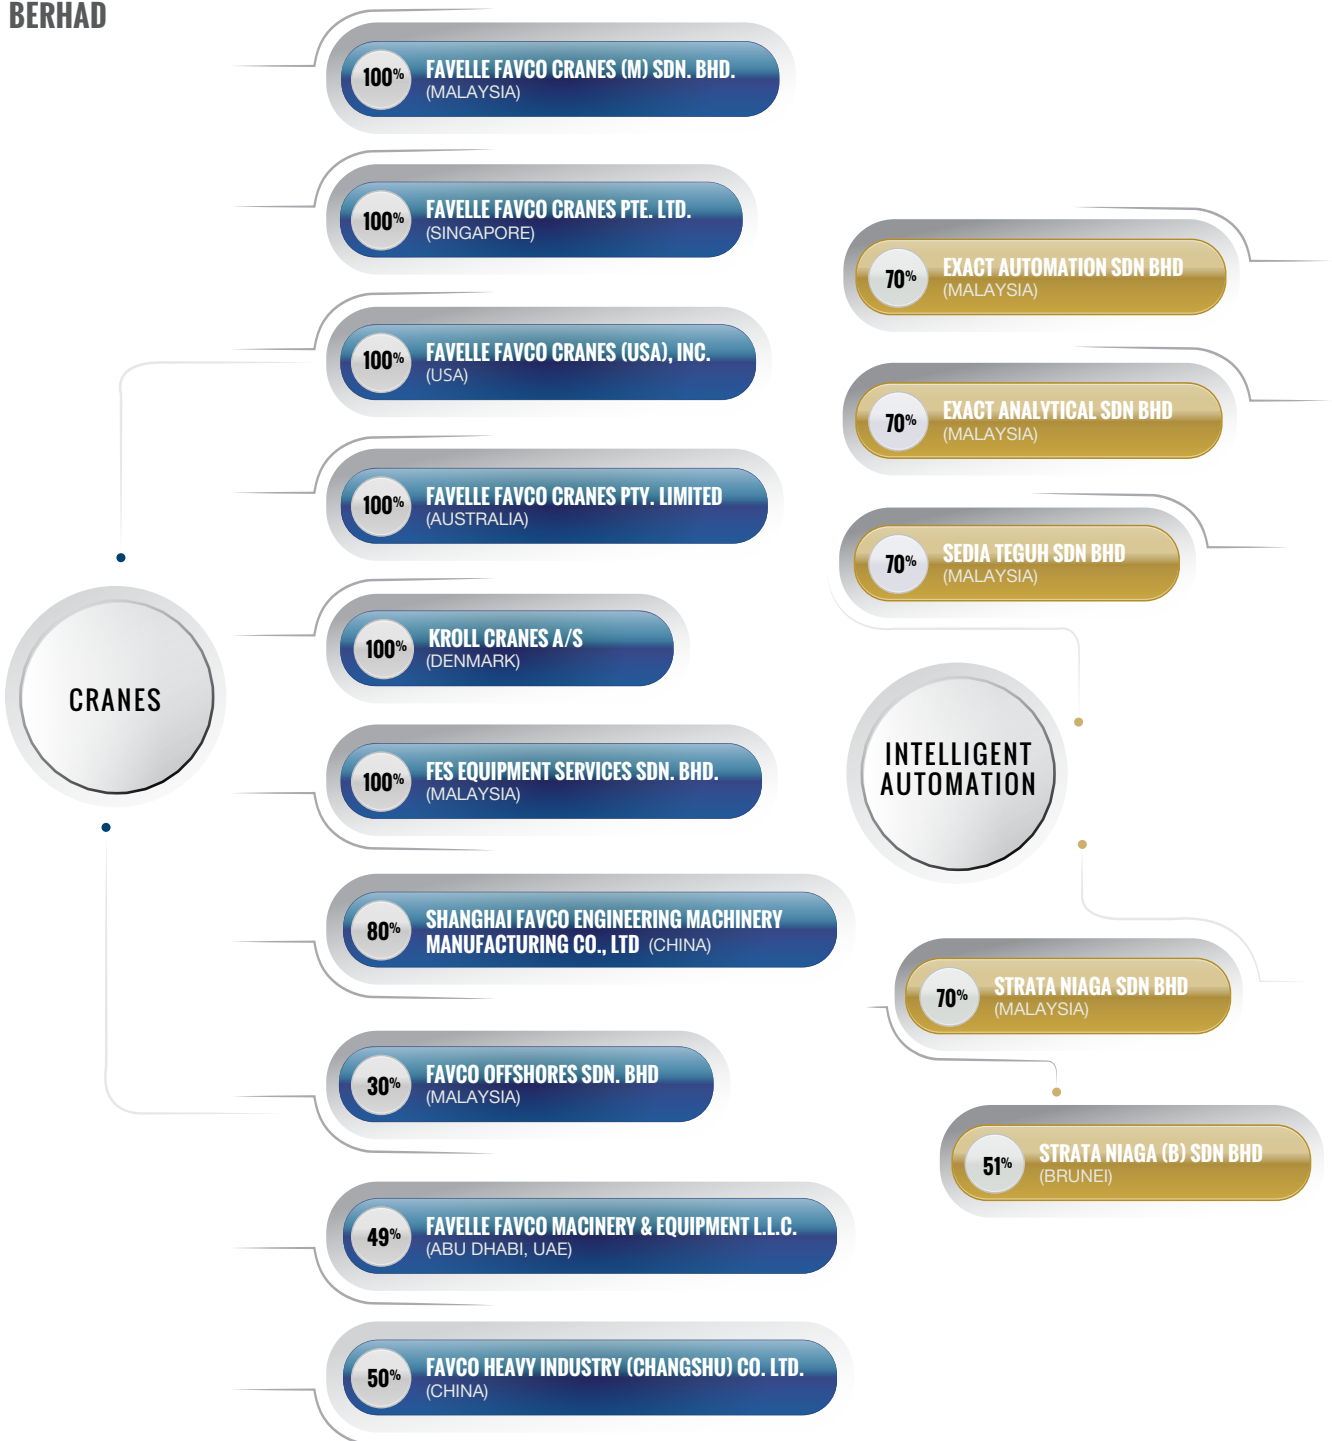 BERHAD
100% FAVELLE FAVCO CRANES (M) SDN. BHD.
(MALAYSIA)
100% FAVELLE FAVCO CRANES PTE. LTD.
(SINGAPORE)
100% FAVELLE FAVCO CRANES (USA), INC.
(USA)
100% FAVELLE FAVCO CRANES PTY. LIMITED
(AUSTRALIA)
100% KROLL CRANES A/S
(DENMARK)
CRANES
100% FES EQUIPMENT SERVICES SDN. BHD.
(MALAYSIA)
80% SHANGHAI FAVCO ENGINEERING MACHINERY
MANUFACTURING CO., LTD (CHINA)
30% FAVCO OFFSHORES SDN. BHD
(MALAYSIA)
49% FAVELLE FAVCO MACINERY & EQUIPMENT L.L.C.
(ABU DHABI, UAE)
50% FAVCO HEAVY INDUSTRY (CHANGSHU) CO. LTD.
(CHINA)
70% EXACT AUTOMATION SDN BHD
(MALAYSIA)
70% EXACT ANALYTICAL SDN BHD
(MALAYSIA)
70% SEDIA TEGUH SDN BHD
(MALAYSIA)
INTELLIGENT
AUTOMATION
70% STRATA NIAGA SDN BHD
(MALAYSIA)
51% STRATA NIAGA (B) SDN BHD
(BRUNEI)